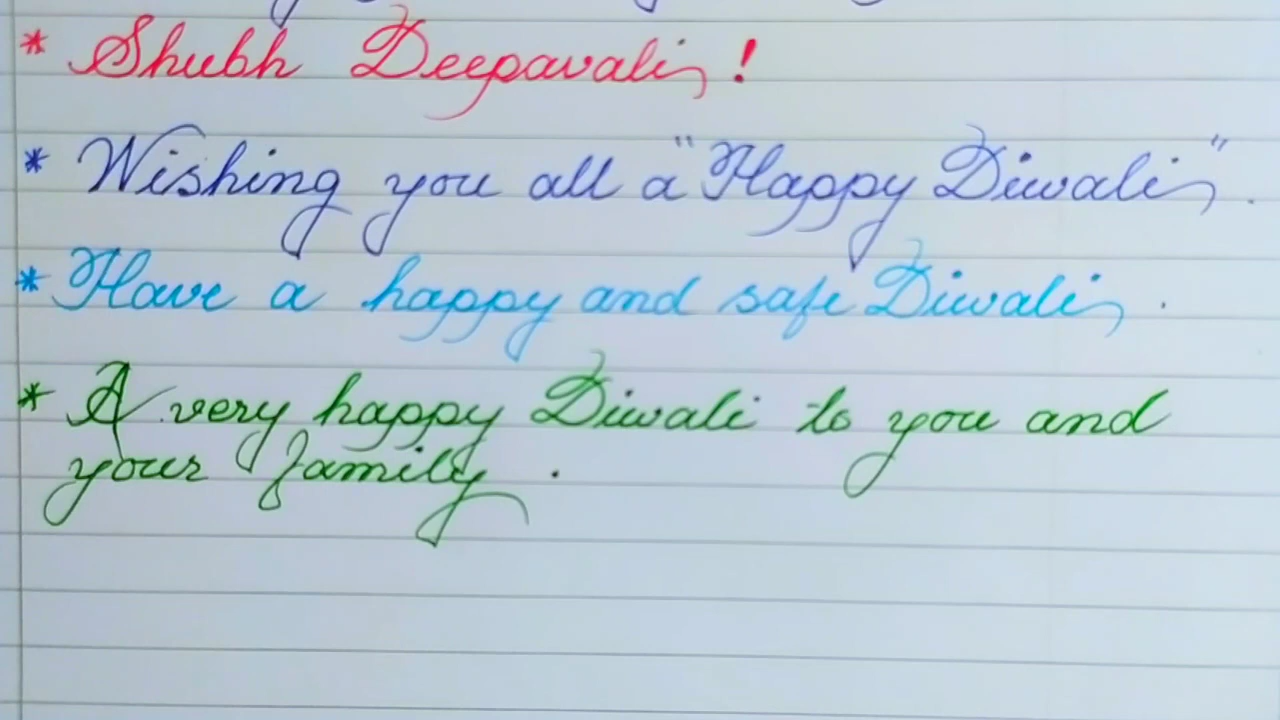 * Shubh Deepavali !
* Wishing you all a "Happy Diwali".
* Have a happy and safe Diwali.
* A very happy Diwali to you and
your family.